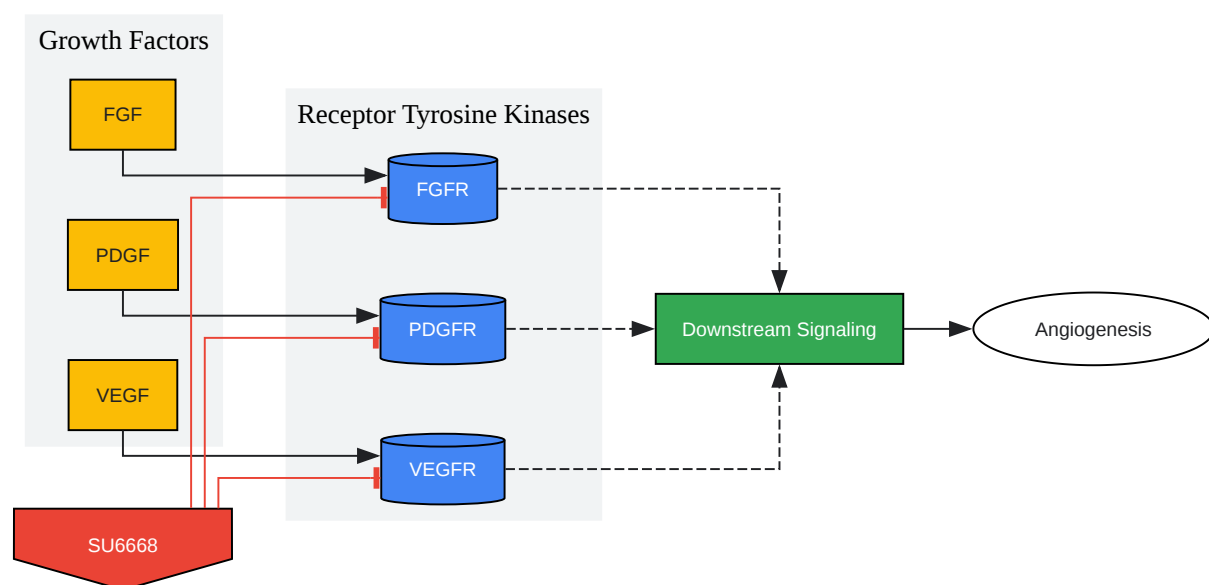 Growth Factors
FGF
PDGF
VEGF
Receptor Tyrosine Kinases
FGFR
PDGFR
VEGFR
Downstream Signaling
Angiogenesis
SU6668